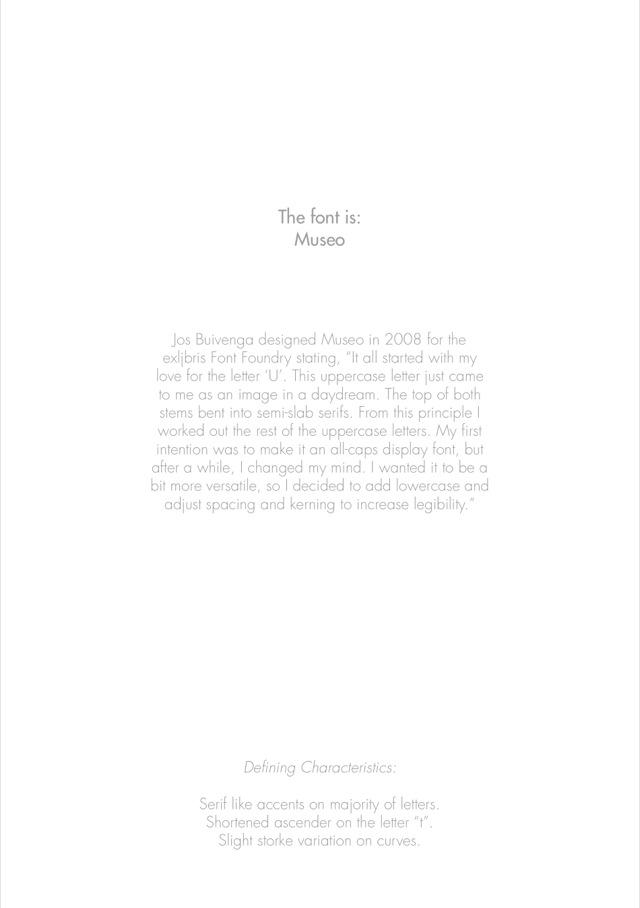 The font is:
Museo
Jos Buivenga designed Museo in 2008 for the
exljbris Font Foundry stating, “It all started with my
love for the letter ‘U’. This uppercase letter just came
to me as an image in a daydream. The top of both
stems bent into semi-slab serifs. From this principle I
worked out the rest of the uppercase letters. My first
intention was to make it an all-caps display font, but
after a while, I changed my mind. I wanted it to be a
bit more versatile, so I decided to add lowercase and
adjust spacing and kerning to increase legibility.”
Defining Characteristics:
Serif like accents on majority of letters.
Shortened ascender on the letter “t”.
Slight storke variation on curves.